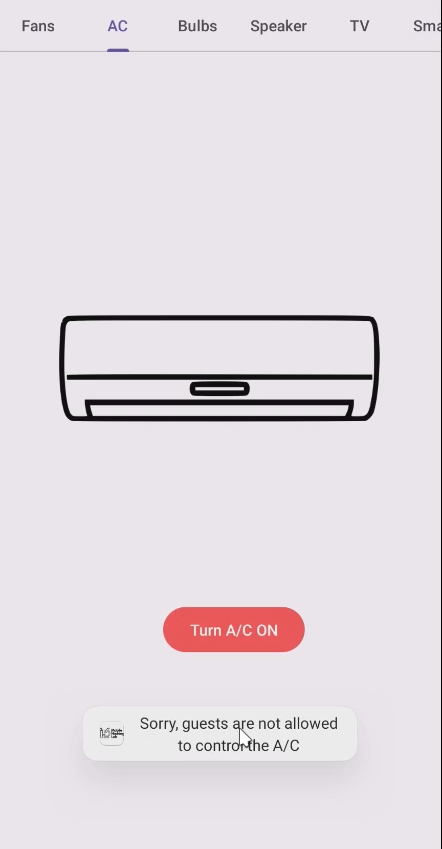 Fans AC Bulbs Speaker TV Sma
Turn A/C ON
Sorry, guests are not allowed
to control the A/C